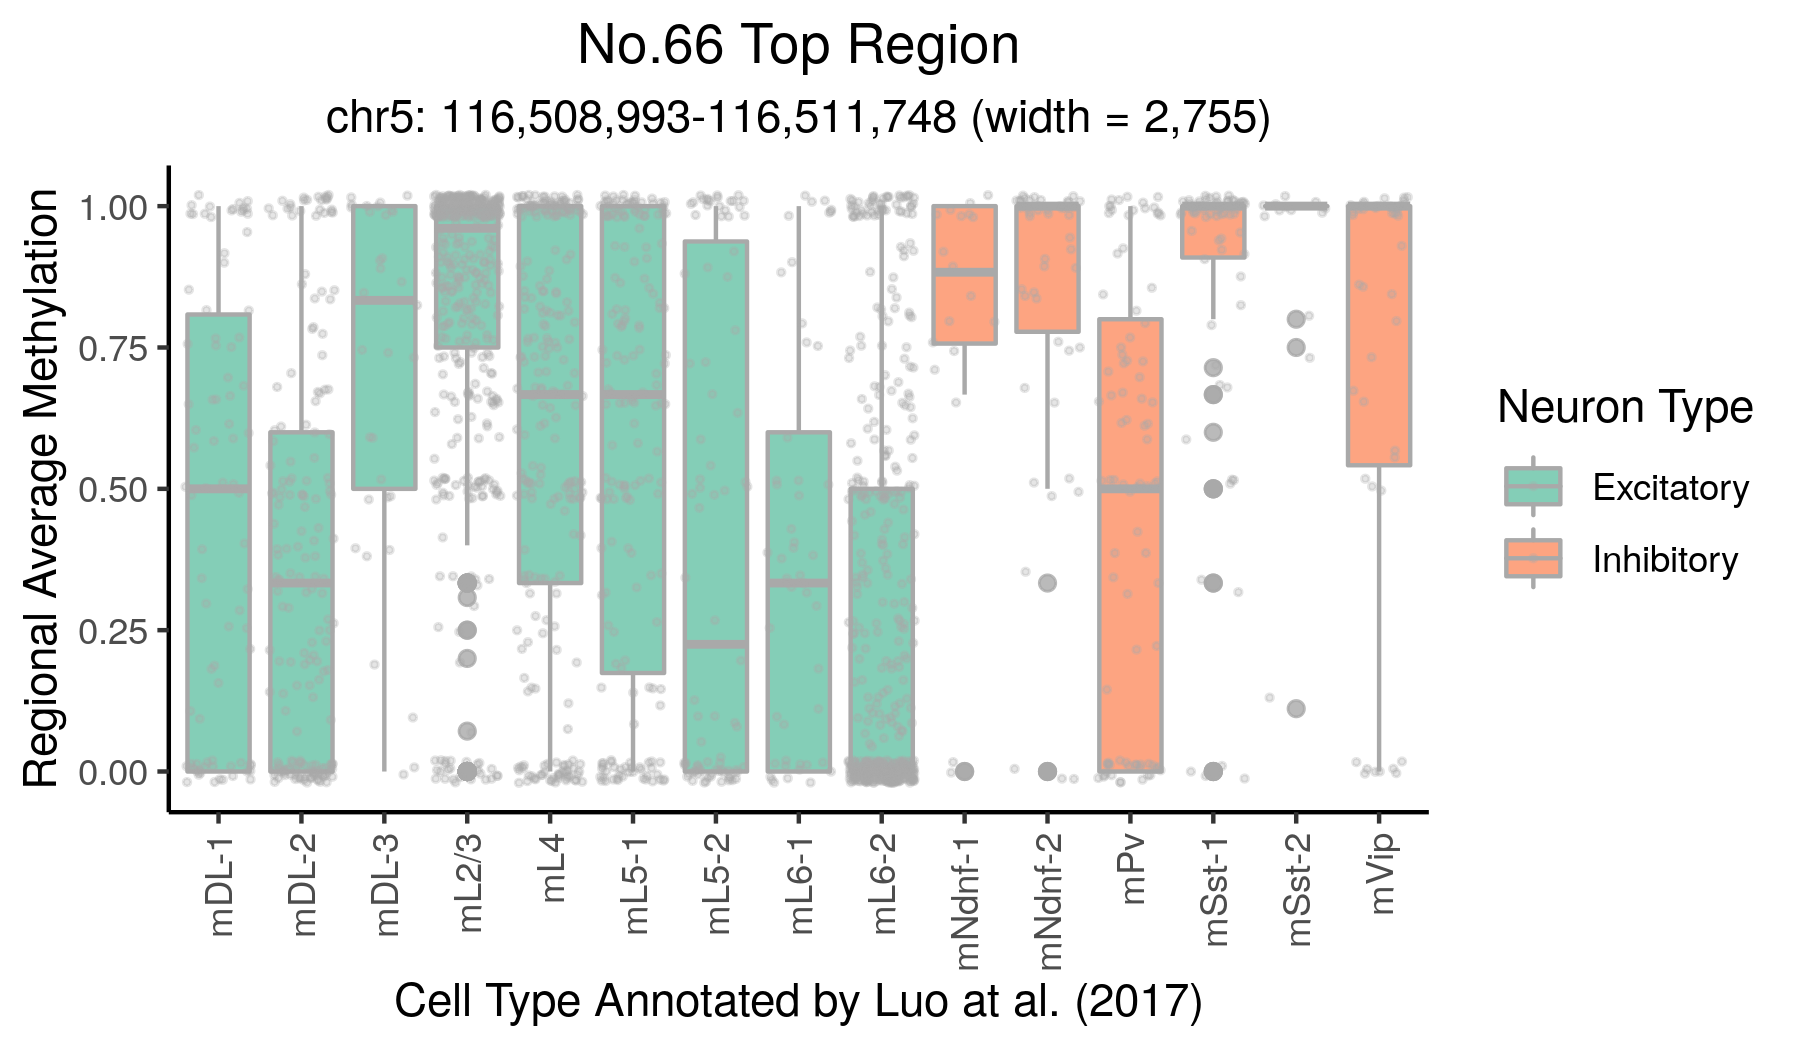 No.66 Top Region
chr5: 116,508,993-116,511,748 (width = 2,755)
Regional Average Methylation
1.00
0.75
0.50
0.25
0.00
mDL-1
mDL-2
mDL-3
mL2/3
mL4
mL5-1
mL5-2
mL6-1
mL6-2
mNdnf-1
mNdnf-2
mPv
mSst-1
mSst-2
mVip
Cell Type Annotated by Luo at al. (2017)
Neuron Type
Excitatory
Inhibitory